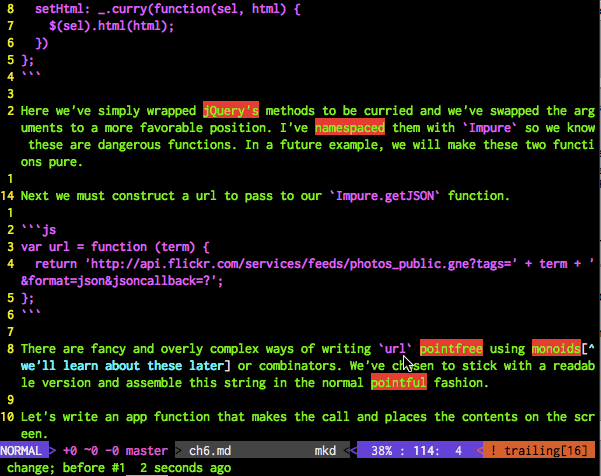 8   setHtml: _.curry(function(sel, html) {
7     $(sel).html(html);
6   })
5 };
4 ```
3
2 Here we've simply wrapped jQuery's methods to be curried and we've swapped the arg
uments to a more favorable position. I've namespaced them with `Impure` so we know
 these are dangerous functions. In a future example, we will make these two functi
ons pure.
1
14 Next we must construct a url to pass to our `Impure.getJSON` function.
1
2 ```js
3 var url = function (term) {
4   return 'http://api.flickr.com/services/feeds/photos_public.gne?tags=' + term + '
&format=json&jsoncallback=?';
5 };
6 ```
7
8 There are fancy and overly complex ways of writing `url` pointfree using monoids[^
we'll learn about these later] or combinators. We've chosen to stick with a readab
le version and assemble this string in the normal pointful fashion.
9
10 Let's write an app function that makes the call and places the contents on the scr
een.
NORMAL > +0 ~0 -0 master > ch6.md mkd < < 38% : 114: 4 < ! trailing[16]
change; before #1  2 seconds ago